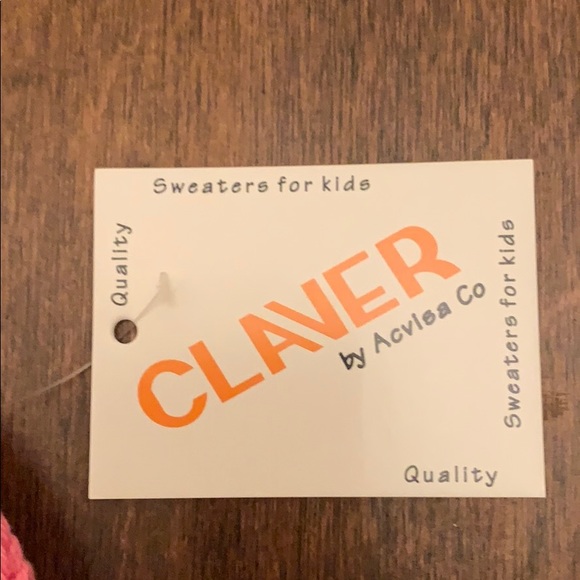 Sweaters for kids
Quality
CLAVER
by Acvisa Co
Sweaters for kids
Quality